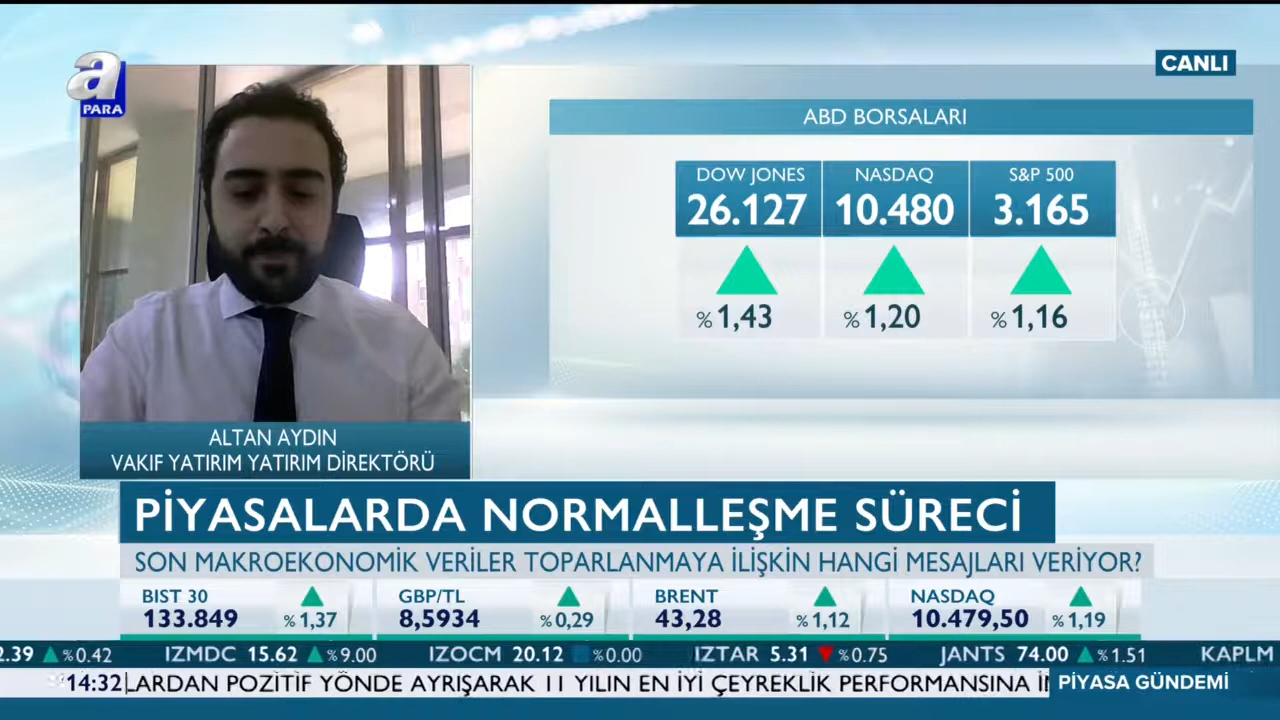 a
PARA
CANLI
ABD BORSALARI
DOW JONES NASDAQ S&P 500
26.127 10.480 3.165
% 1,43 % 1,20 % 1,16
ALTAN AYDIN
VAKIF YATIRIM YATIRIM DİREKTÖRÜ
PİYASALARDA NORMALLEŞME SÜRECİ
SON MAKROEKONOMİK VERİLER TOPARLANMAYA İLİŞKİN HANGİ MESAJLARI VERİYOR?
BIST 30 GBP/TL BRENT NASDAQ
133.849 % 1,37 8,5934 % 0,29 43,28 % 1,12 10.479,50 % 1,19
2.39 % 0.42 IZMDC 15.62 % 9.00 IZOCM 20.12 % 0.00 IZTAR 5.31 % 0.75 JANTS 74.00 % 1.51 KAPLM
14:32 LARDAN POZİTİF YÖNDE AYRIŞARAK 11 YILIN EN İYİ ÇEYREKLİK PERFORMANSINA İ PİYASA GÜNDEMİ